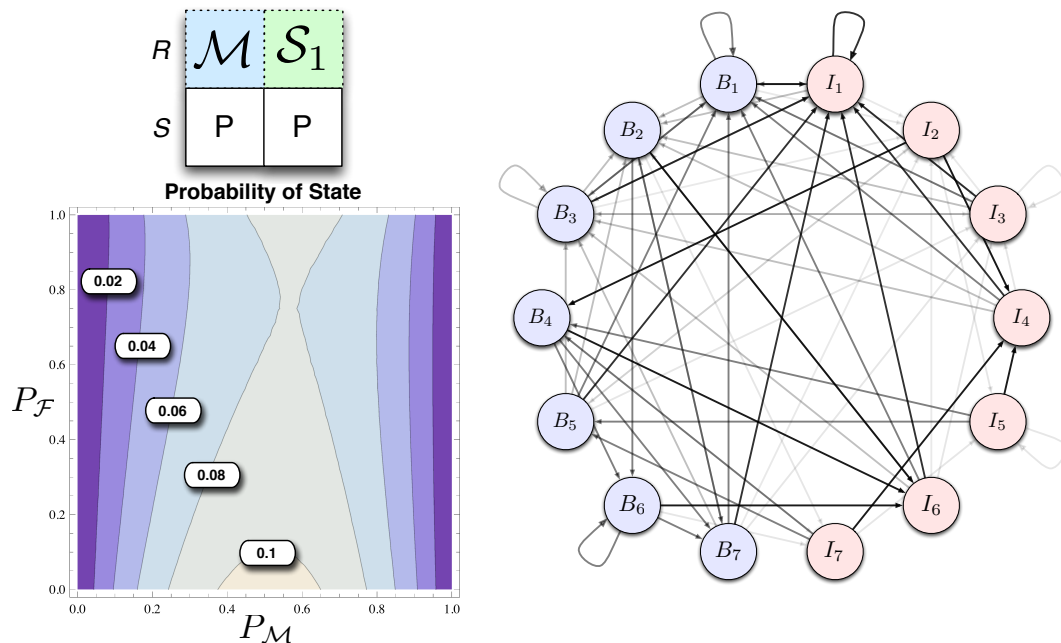 R M S₁
S P P
Probability of State
P_F
1.0
0.8
0.6
0.4
0.2
0.0
0.02
0.04
0.06
0.08
0.1
0.0 0.2 0.4 0.6 0.8 1.0
P_M
B₁ I₁
B₂ I₂
B₃ I₃
B₄ I₄
B₅ I₅
B₆ I₆
B₇ I₇